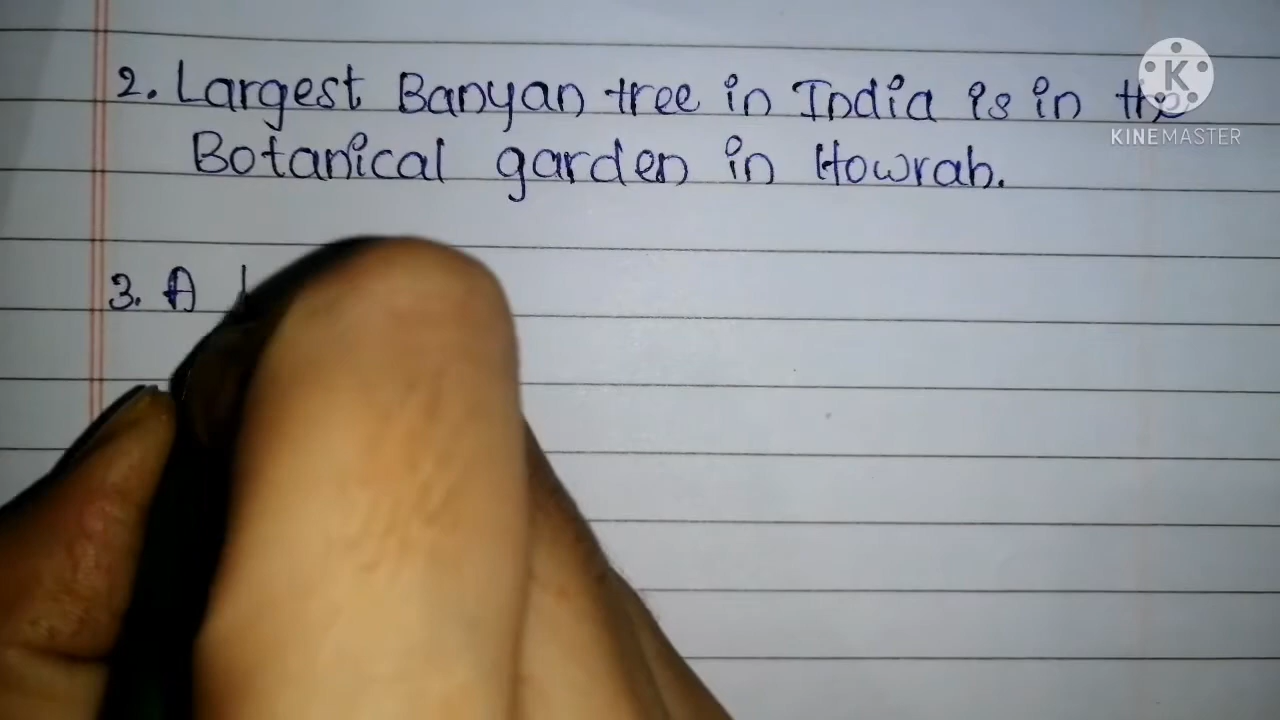 2. Largest Banyan tree in India is in the
Botanical garden in Howrah.
3. A
K
KINEMASTER